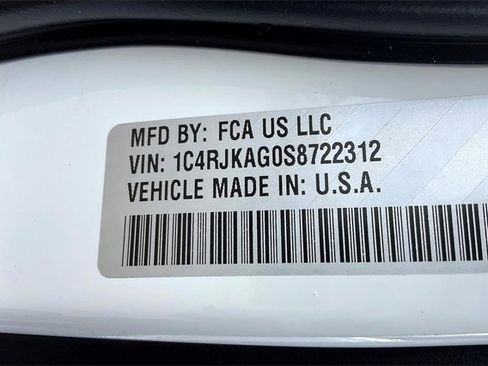 MFD BY: FCA US LLC
VIN: 1C4RJKAG0S8722312
VEHICLE MADE IN: U.S.A.